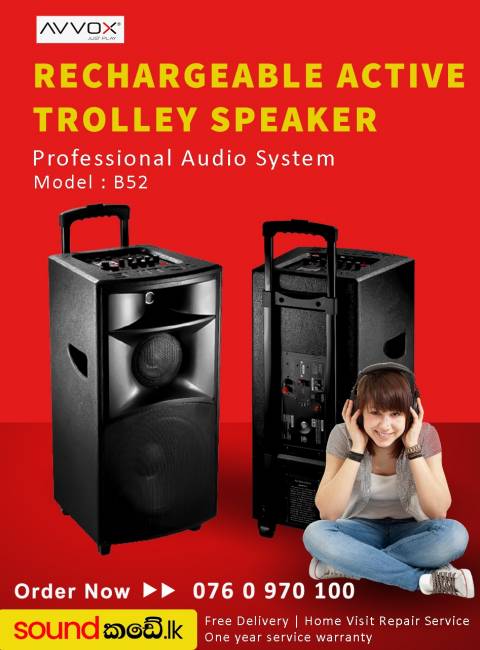 AVVOX®
JUST PLAY
RECHARGEABLE ACTIVE
TROLLEY SPEAKER
Professional Audio System
Model : B52
Order Now ▶▶ 076 0 970 100
soundකඩේ.lk
Free Delivery | Home Visit Repair Service
One year service warranty